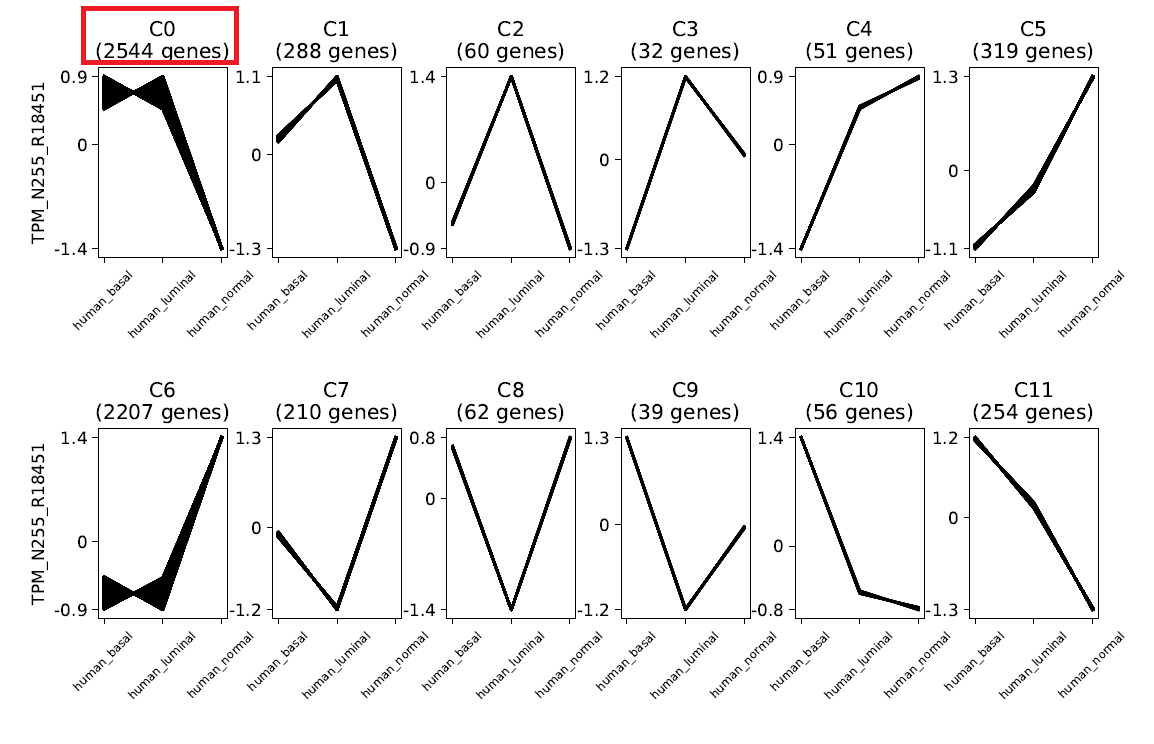 C0
(2544 genes)
C1
(288 genes)
C2
(60 genes)
C3
(32 genes)
C4
(51 genes)
C5
(319 genes)
TPM_N255_R18451
0.9
0
-1.4
1.1
0
-1.3
1.4
0
-0.9
1.2
0
-1.3
0.9
0
-1.4
1.3
0
-1.1
human_basal
human_luminal
human_normal
human_basal
human_luminal
human_normal
human_basal
human_luminal
human_normal
human_basal
human_luminal
human_normal
human_basal
human_luminal
human_normal
human_basal
human_luminal
human_normal
C6
(2207 genes)
C7
(210 genes)
C8
(62 genes)
C9
(39 genes)
C10
(56 genes)
C11
(254 genes)
TPM_N255_R18451
1.4
0
-0.9
1.3
0
-1.2
0.8
0
-1.4
1.3
0
-1.2
1.4
0
-0.8
1.2
0
-1.3
human_basal
human_luminal
human_normal
human_basal
human_luminal
human_normal
human_basal
human_luminal
human_normal
human_basal
human_luminal
human_normal
human_basal
human_luminal
human_normal
human_basal
human_luminal
human_normal